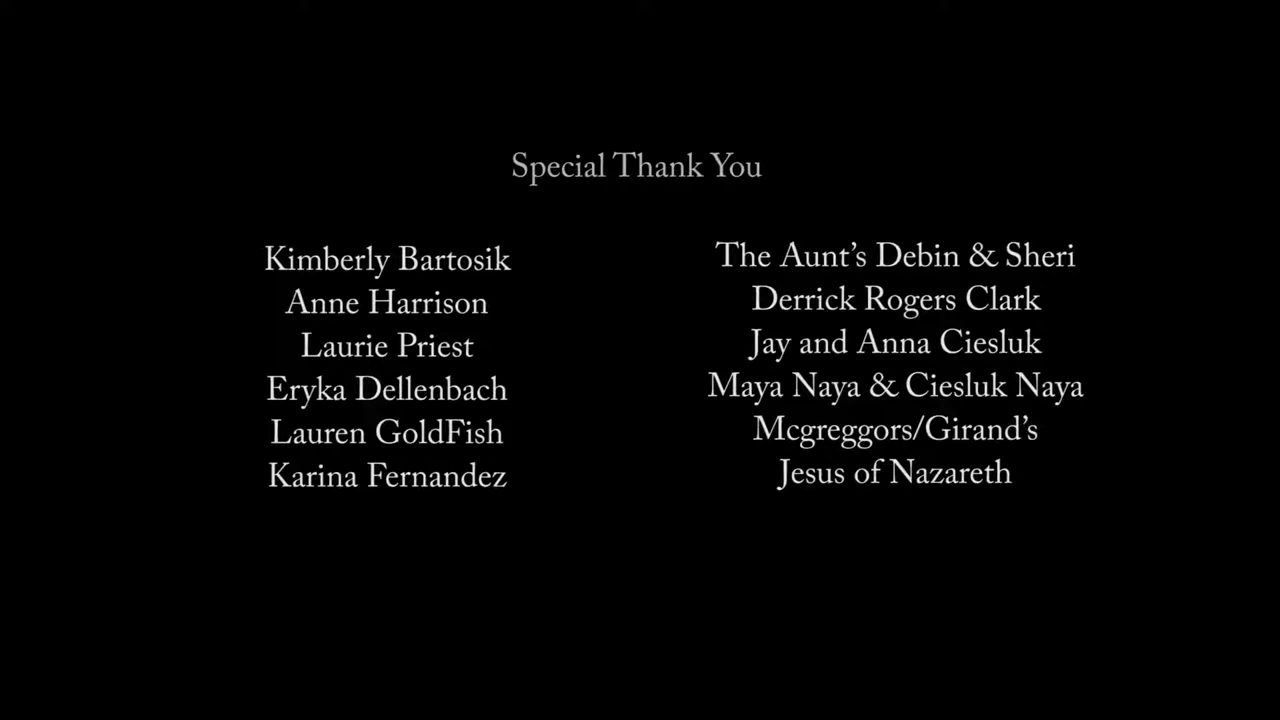 Special Thank You
Kimberly Bartosik
Anne Harrison
Laurie Priest
Eryka Dellenbach
Lauren GoldFish
Karina Fernandez
The Aunt's Debin & Sheri
Derrick Rogers Clark
Jay and Anna Ciesluk
Maya Naya & Ciesluk Naya
Mcgreggors/Girand's
Jesus of Nazareth